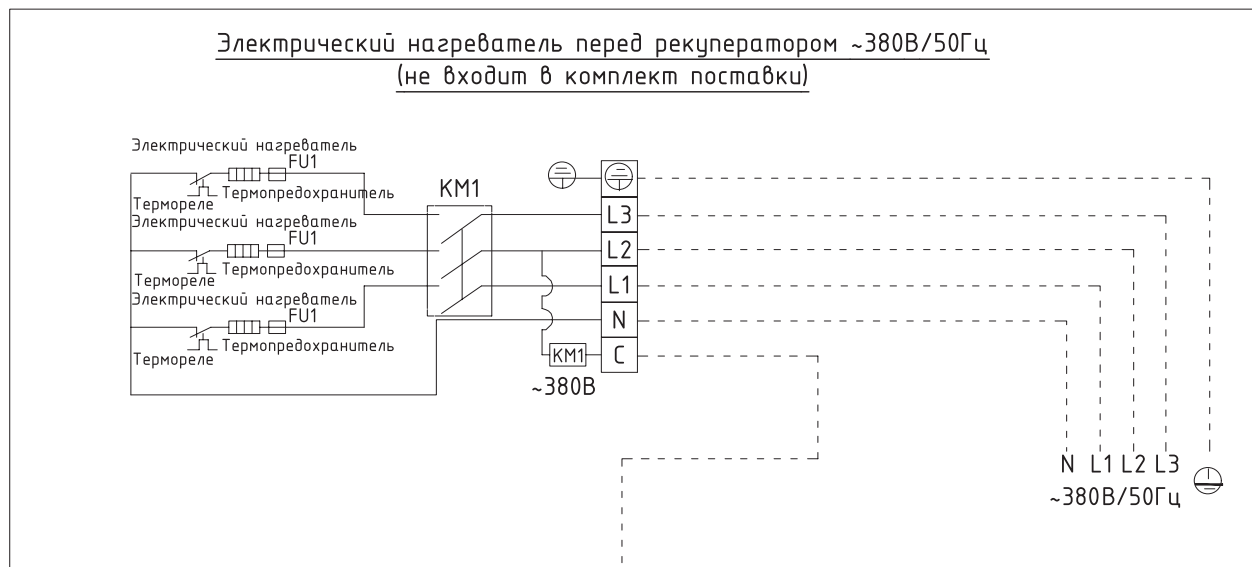 Электрический нагреватель перед рекуператором ~380В/50Гц
(не входит в комплект поставки)
Электрический нагреватель
FU1
Термопредохранитель
Термореле
Электрический нагреватель
FU1
Термопредохранитель
Термореле
Электрический нагреватель
FU1
Термопредохранитель
Термореле
KM1
L3
L2
L1
N
C
KM1
~380В
N L1 L2 L3
~380В/50Гц